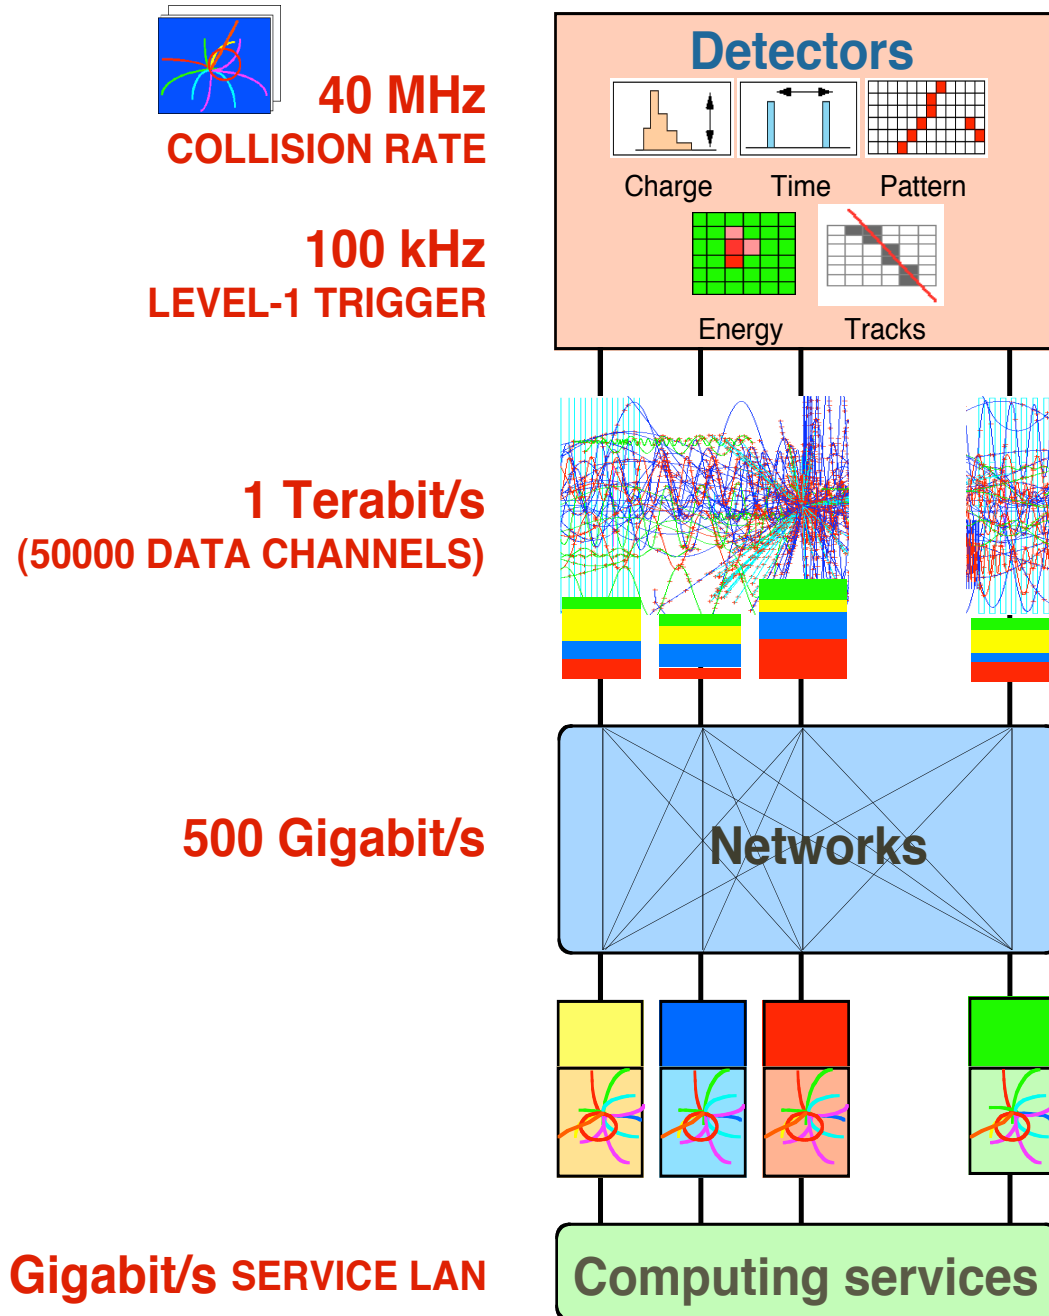 Detectors
40 MHz
COLLISION RATE
Charge Time Pattern
100 kHz
LEVEL-1 TRIGGER
Energy Tracks
1 Terabit/s
(50000 DATA CHANNELS)
500 Gigabit/s
Networks
Gigabit/s SERVICE LAN
Computing services